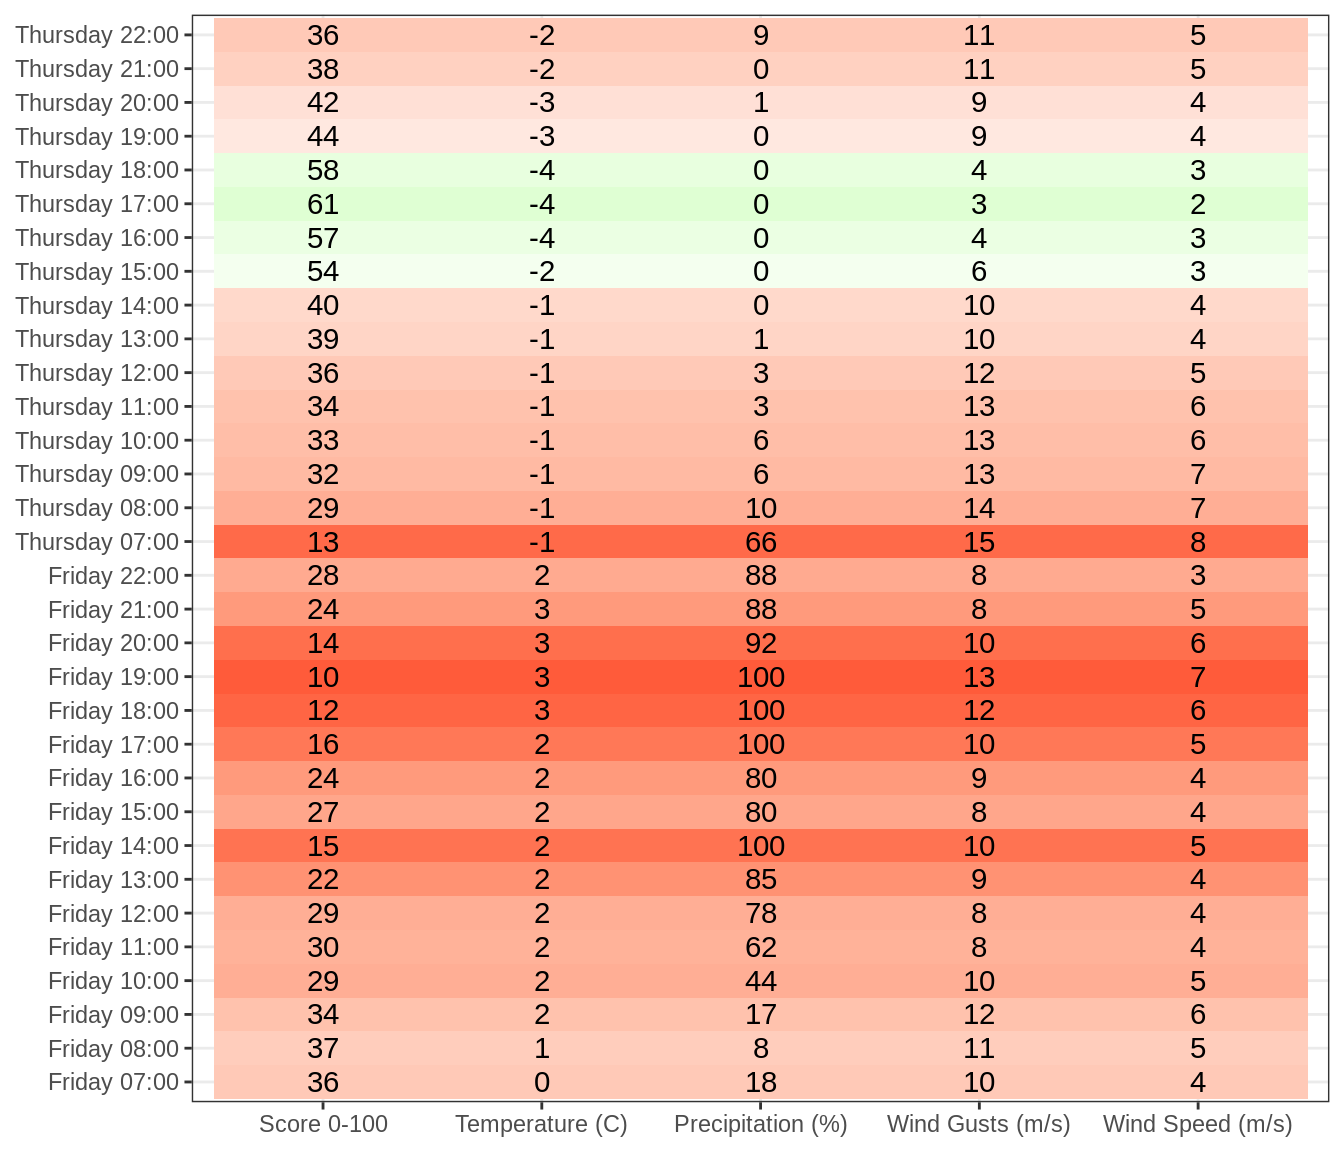 Thursday 22:00 36 -2 9 11 5
Thursday 21:00 38 -2 0 11 5
Thursday 20:00 42 -3 1 9 4
Thursday 19:00 44 -3 0 9 4
Thursday 18:00 58 -4 0 4 3
Thursday 17:00 61 -4 0 3 2
Thursday 16:00 57 -4 0 4 3
Thursday 15:00 54 -2 0 6 3
Thursday 14:00 40 -1 0 10 4
Thursday 13:00 39 -1 1 10 4
Thursday 12:00 36 -1 3 12 5
Thursday 11:00 34 -1 3 13 6
Thursday 10:00 33 -1 6 13 6
Thursday 09:00 32 -1 6 13 7
Thursday 08:00 29 -1 10 14 7
Thursday 07:00 13 -1 66 15 8
Friday 22:00 28 2 88 8 3
Friday 21:00 24 3 88 8 5
Friday 20:00 14 3 92 10 6
Friday 19:00 10 3 100 13 7
Friday 18:00 12 3 100 12 6
Friday 17:00 16 2 100 10 5
Friday 16:00 24 2 80 9 4
Friday 15:00 27 2 80 8 4
Friday 14:00 15 2 100 10 5
Friday 13:00 22 2 85 9 4
Friday 12:00 29 2 78 8 4
Friday 11:00 30 2 62 8 4
Friday 10:00 29 2 44 10 5
Friday 09:00 34 2 17 12 6
Friday 08:00 37 1 8 11 5
Friday 07:00 36 0 18 10 4
Score 0-100 Temperature (C) Precipitation (%) Wind Gusts (m/s) Wind Speed (m/s)